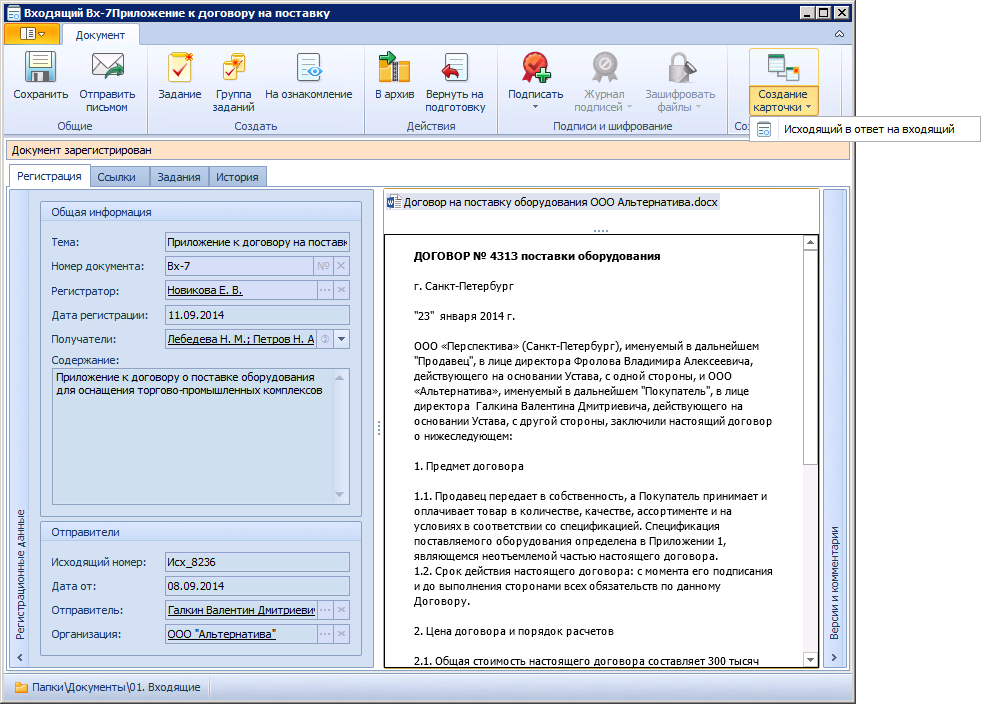 Входящий Вх-7Приложение к договору на поставку
Документ
Сохранить
Отправить
письмом
Задание
Группа
заданий
На ознакомление
В архив
Вернуть на
подготовку
Подписать
Журнал
подписей
Зашифровать
файлы
Создание
карточки
Общие
Создать
Действия
Подписи и шифрование
Исходящий в ответ на входящий
Документ зарегистрирован
Регистрация
Ссылки
Задания
История
Регистрационные данные
Общая информация
Тема:
Приложение к договору на поставк
Номер документа:
Вх-7
№
Регистратор:
Новикова Е. В.
Дата регистрации:
11.09.2014
Получатели:
Лебедева Н. М.; Петров Н. А
Содержание:
Приложение к договору о поставке оборудования
для оснащения торгово-промышленных комплексов
Отправители
Исходящий номер:
Исх_8236
Дата от:
08.09.2014
Отправитель:
Галкин Валентин Дмитриевич
Организация:
ООО "Альтернатива"
Договор на поставку оборудования ООО Альтернатива.docx
ДОГОВОР № 4313 поставки оборудования
г. Санкт-Петербург
"23" января 2014 г.
ООО «Перспектива» (Санкт-Петербург), именуемый в дальнейшем
"Продавец", в лице директора Фролова Владимира Алексеевича,
действующего на основании Устава, с одной стороны, и ООО
«Альтернатива», именуемый в дальнейшем "Покупатель", в лице
директора Галкина Валентина Дмитриевича, действующего на
основании Устава, с другой стороны, заключили настоящий договор
о нижеследующем:
1. Предмет договора
1.1. Продавец передает в собственность, а Покупатель принимает и
оплачивает товар в количестве, качестве, ассортименте и на
условиях в соответствии со спецификацией. Спецификация
поставляемого оборудования определена в Приложении 1,
являющемся неотъемлемой частью настоящего договора.
1.2. Срок действия настоящего договора: с момента его подписания
и до выполнения сторонами всех обязательств по данному
Договору.
2. Цена договора и порядок расчетов
2.1. Общая стоимость настоящего договора составляет 300 тысяч
Версии и комментарии
Папки\Документы\01. Входящие